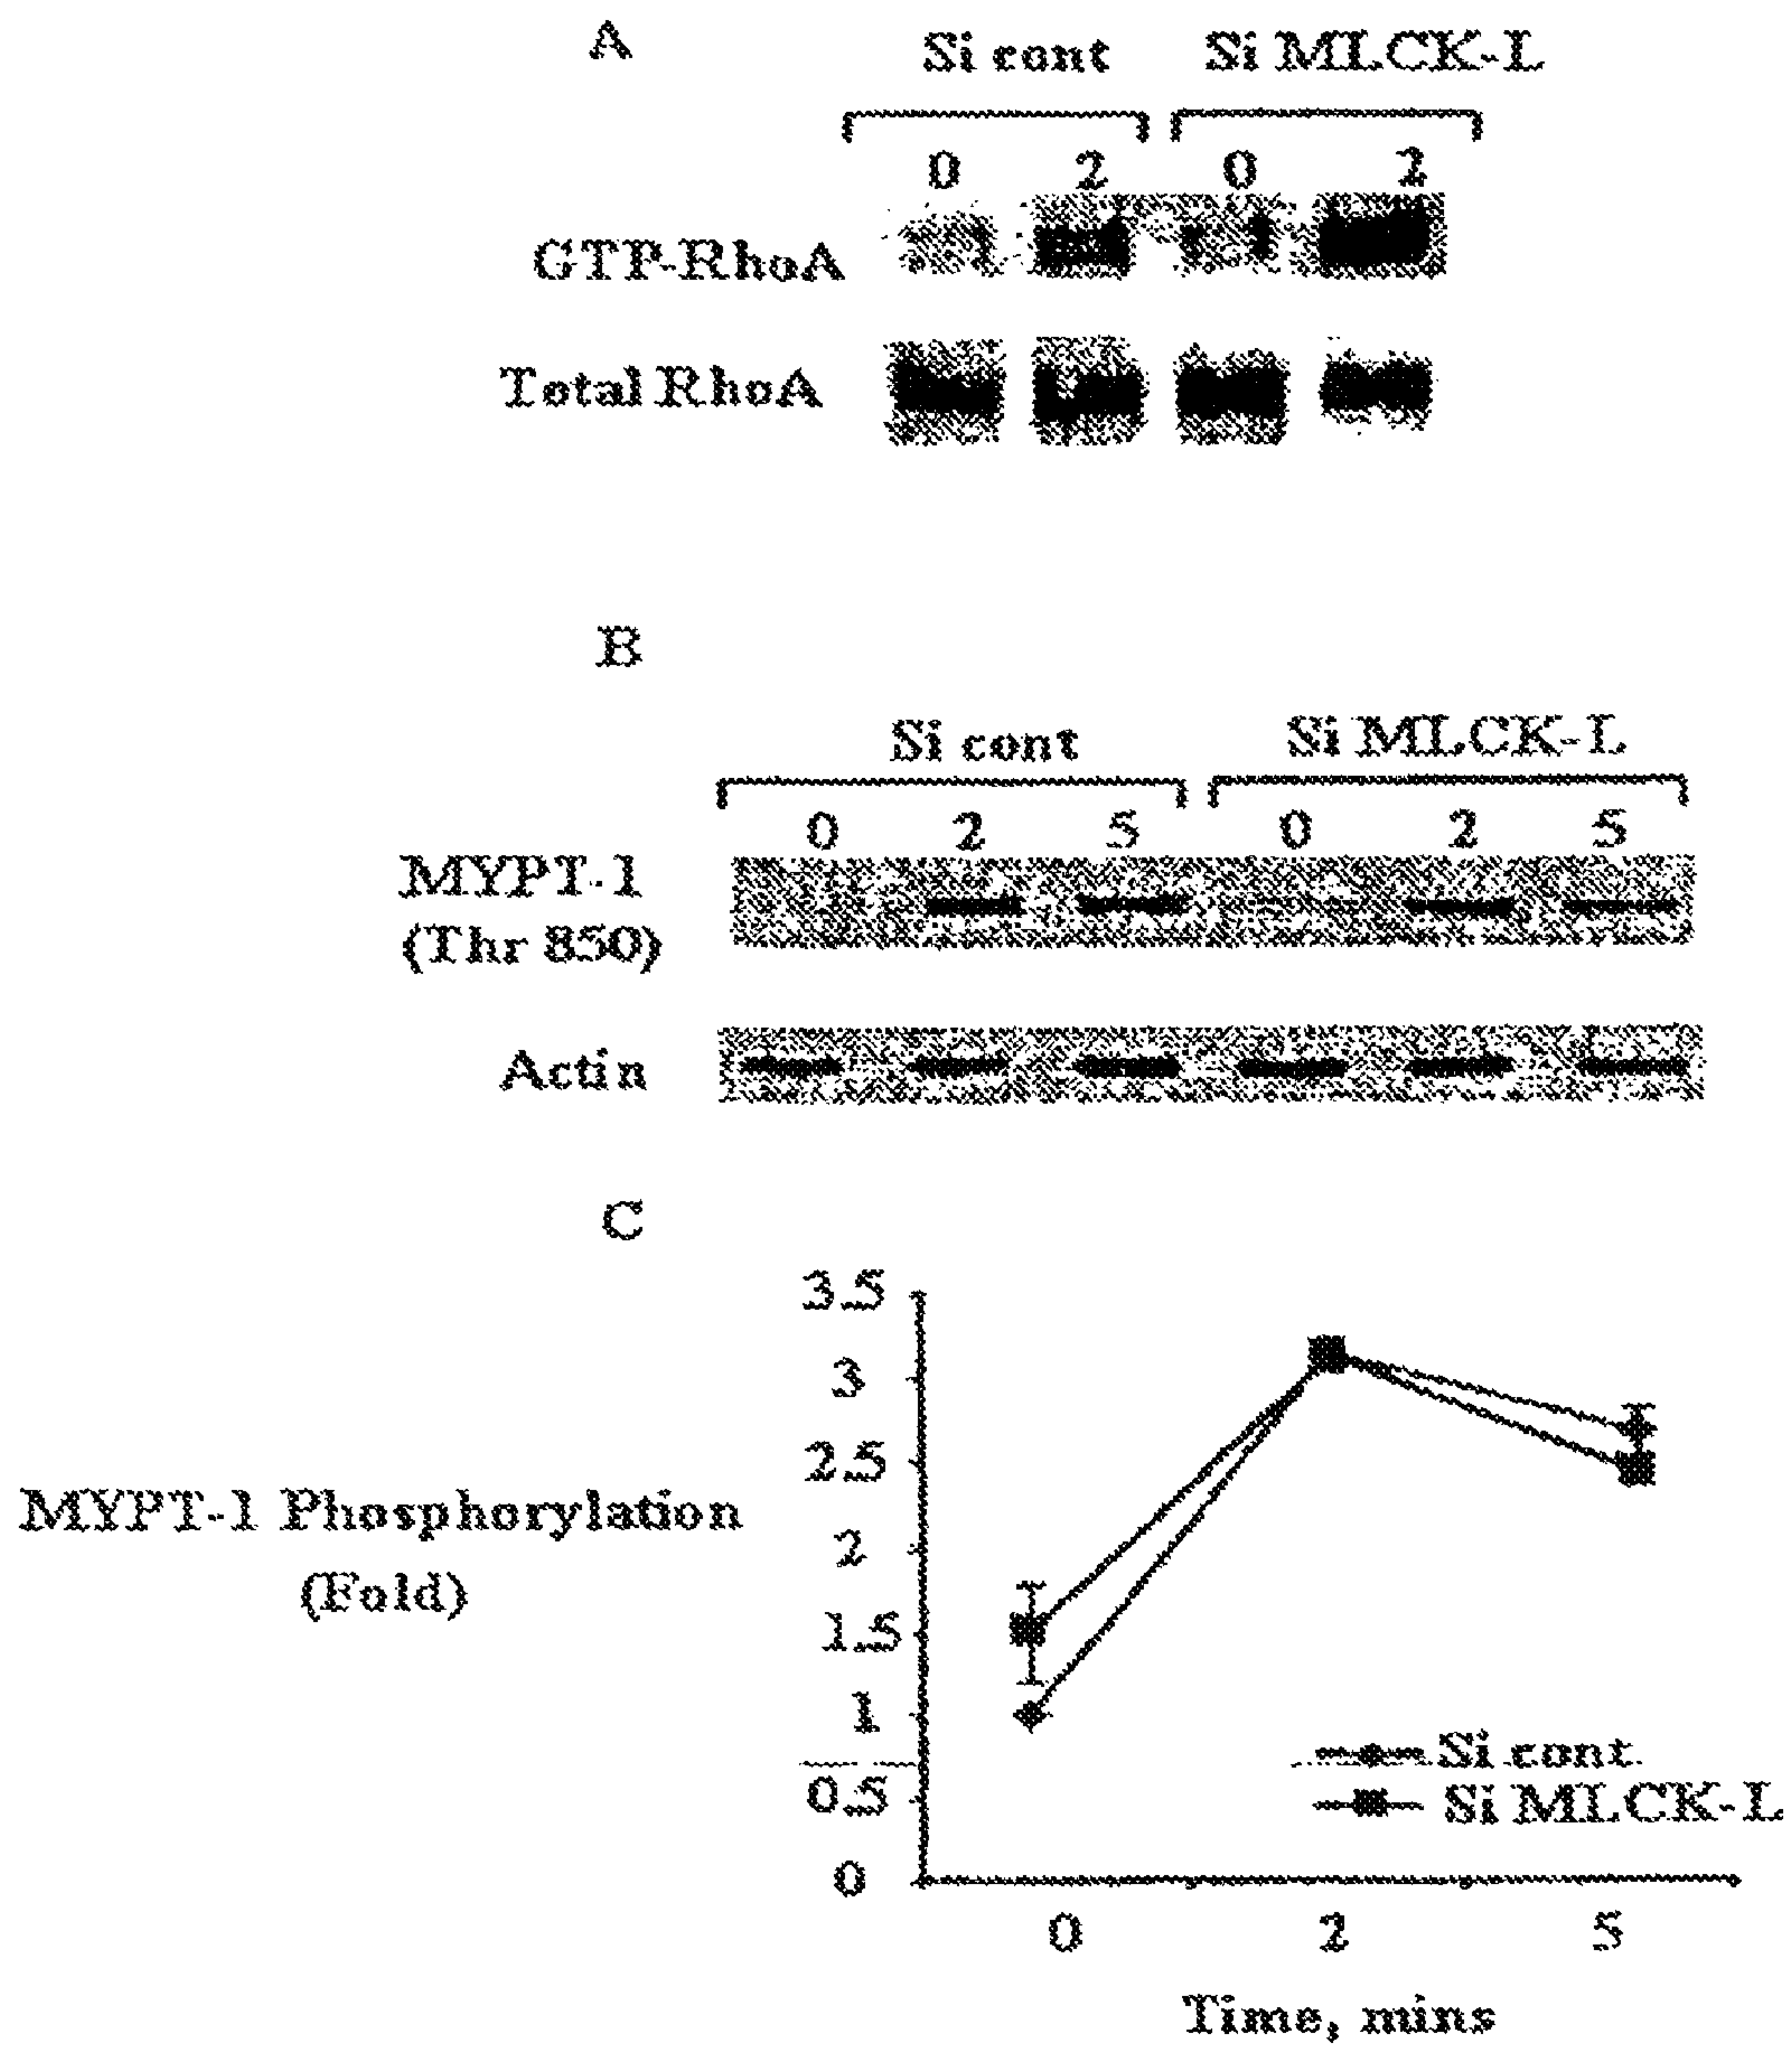 A
Si cont Si MLCK-L
0 2 0 2
GTP-RhoA
Total RhoA
B
Si cont Si MLCK-L
0 2 5 0 2 5
MYPT-1
(Thr 850)
Actin
C
3.5
3
2.5
2
1.5
1
0.5
0
MYPT-1 Phosphorylation
(Fold)
Si cont
Si MLCK-L
0 2 5
Time, mins